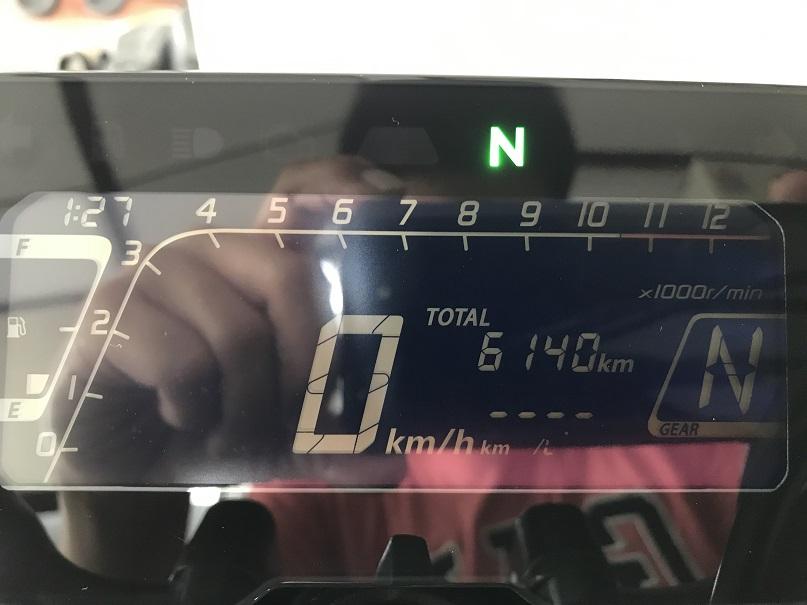 N
1:27
4 5 6 7 8 9 10 11 12
F
3
x1000r/min
2
TOTAL
6140km
1
0
N
----
E
0 km/h km /L
GEAR